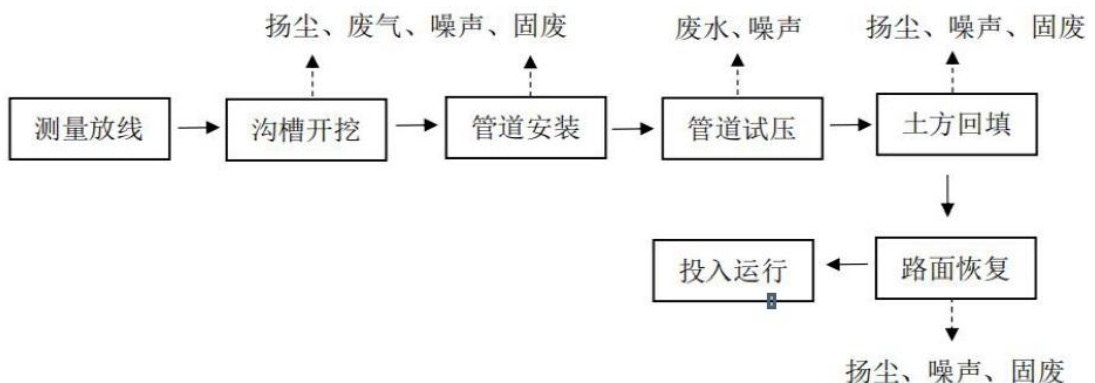 扬尘、废气、噪声、固废
废水、噪声
扬尘、噪声、固废
测量放线
沟槽开挖
管道安装
管道试压
土方回填
投入运行
路面恢复
扬尘、噪声、固废